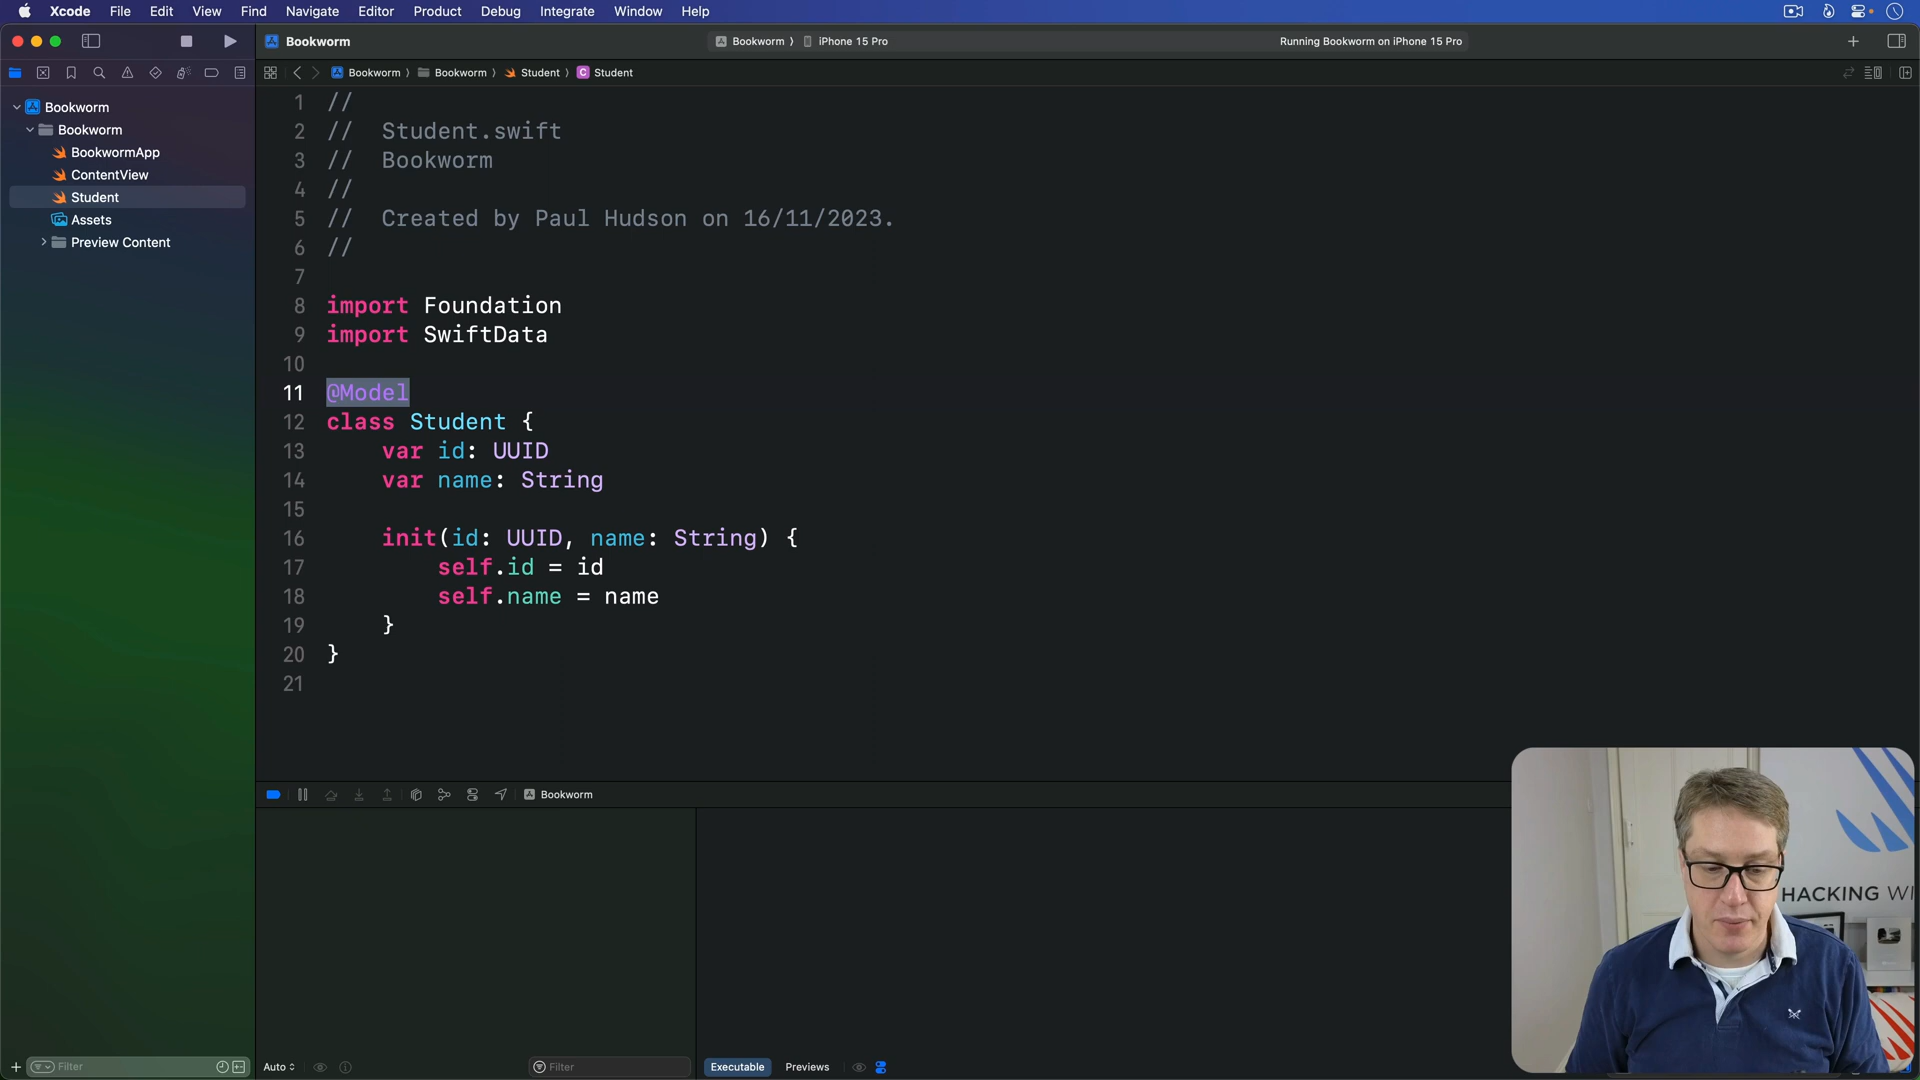 Xcode File Edit View Find Navigate Editor Product Debug Integrate Window Help
Bookworm
Bookworm 〉 iPhone 15 Pro
Running Bookworm on iPhone 15 Pro
Bookworm 〉 Bookworm 〉 Student 〉 C Student
Bookworm
Bookworm
BookwormApp
ContentView
Student
Assets
Preview Content
1 //
2 // Student.swift
3 // Bookworm
4 //
5 // Created by Paul Hudson on 16/11/2023.
6 //
7
8 import Foundation
9 import SwiftData
10
11 @Model
12 class Student {
13 var id: UUID
14 var name: String
15
16 init(id: UUID, name: String) {
17 self.id = id
18 self.name = name
19 }
20 }
21
Bookworm
HACKING WI
Filter
Auto
Filter
Executable Previews